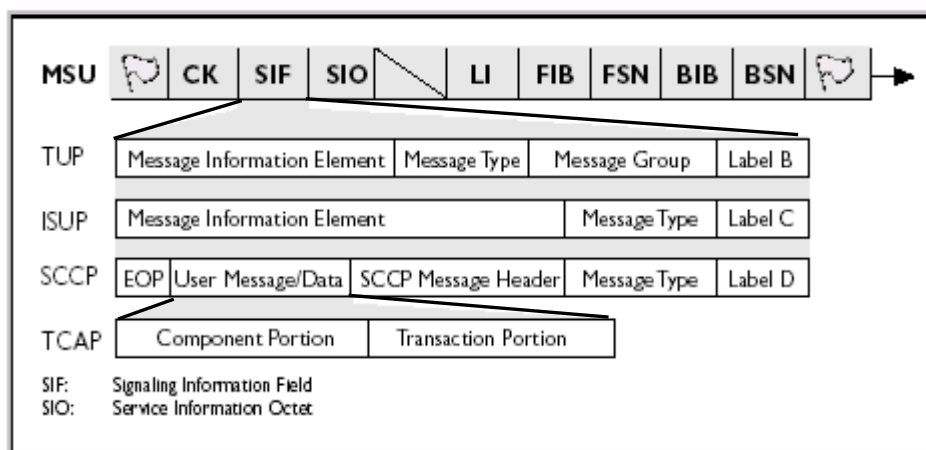 MSU CK SIF SIO LI FIB FSN BIB BSN
TUP Message Information Element Message Type Message Group Label B
ISUP Message Information Element Message Type Label C
SCCP EOP User Message/Data SCCP Message Header Message Type Label D
TCAP Component Portion Transaction Portion
SIF: Signaling Information Field
SIO: Service Information Octet